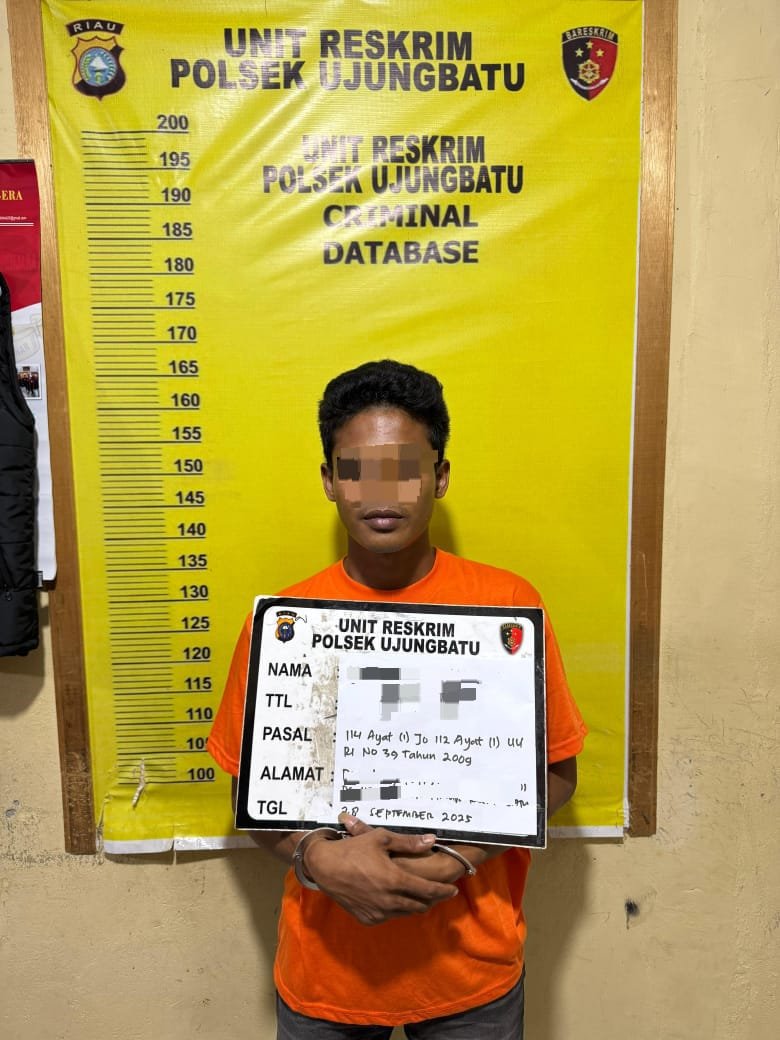 RIAU
BARESKRIM
UNIT RESKRIM
POLSEK UJUNGBATU
UNIT RESKRIM
POLSEK UJUNGBATU
CRIMINAL
DATABASE
200
195
190
185
180
175
170
165
160
155
150
145
140
135
130
125
120
115
110
105
100
ERA
RIAU
UNIT RESKRIM
POLSEK UJUNGBATU
NAMA :
TTL
PASAL : 114 Ayat (1) Jo 112 Ayat (1) UU
RI No 39 Tahun 2009
ALAMAT :
TGL 28 SEPTEMBER 2025